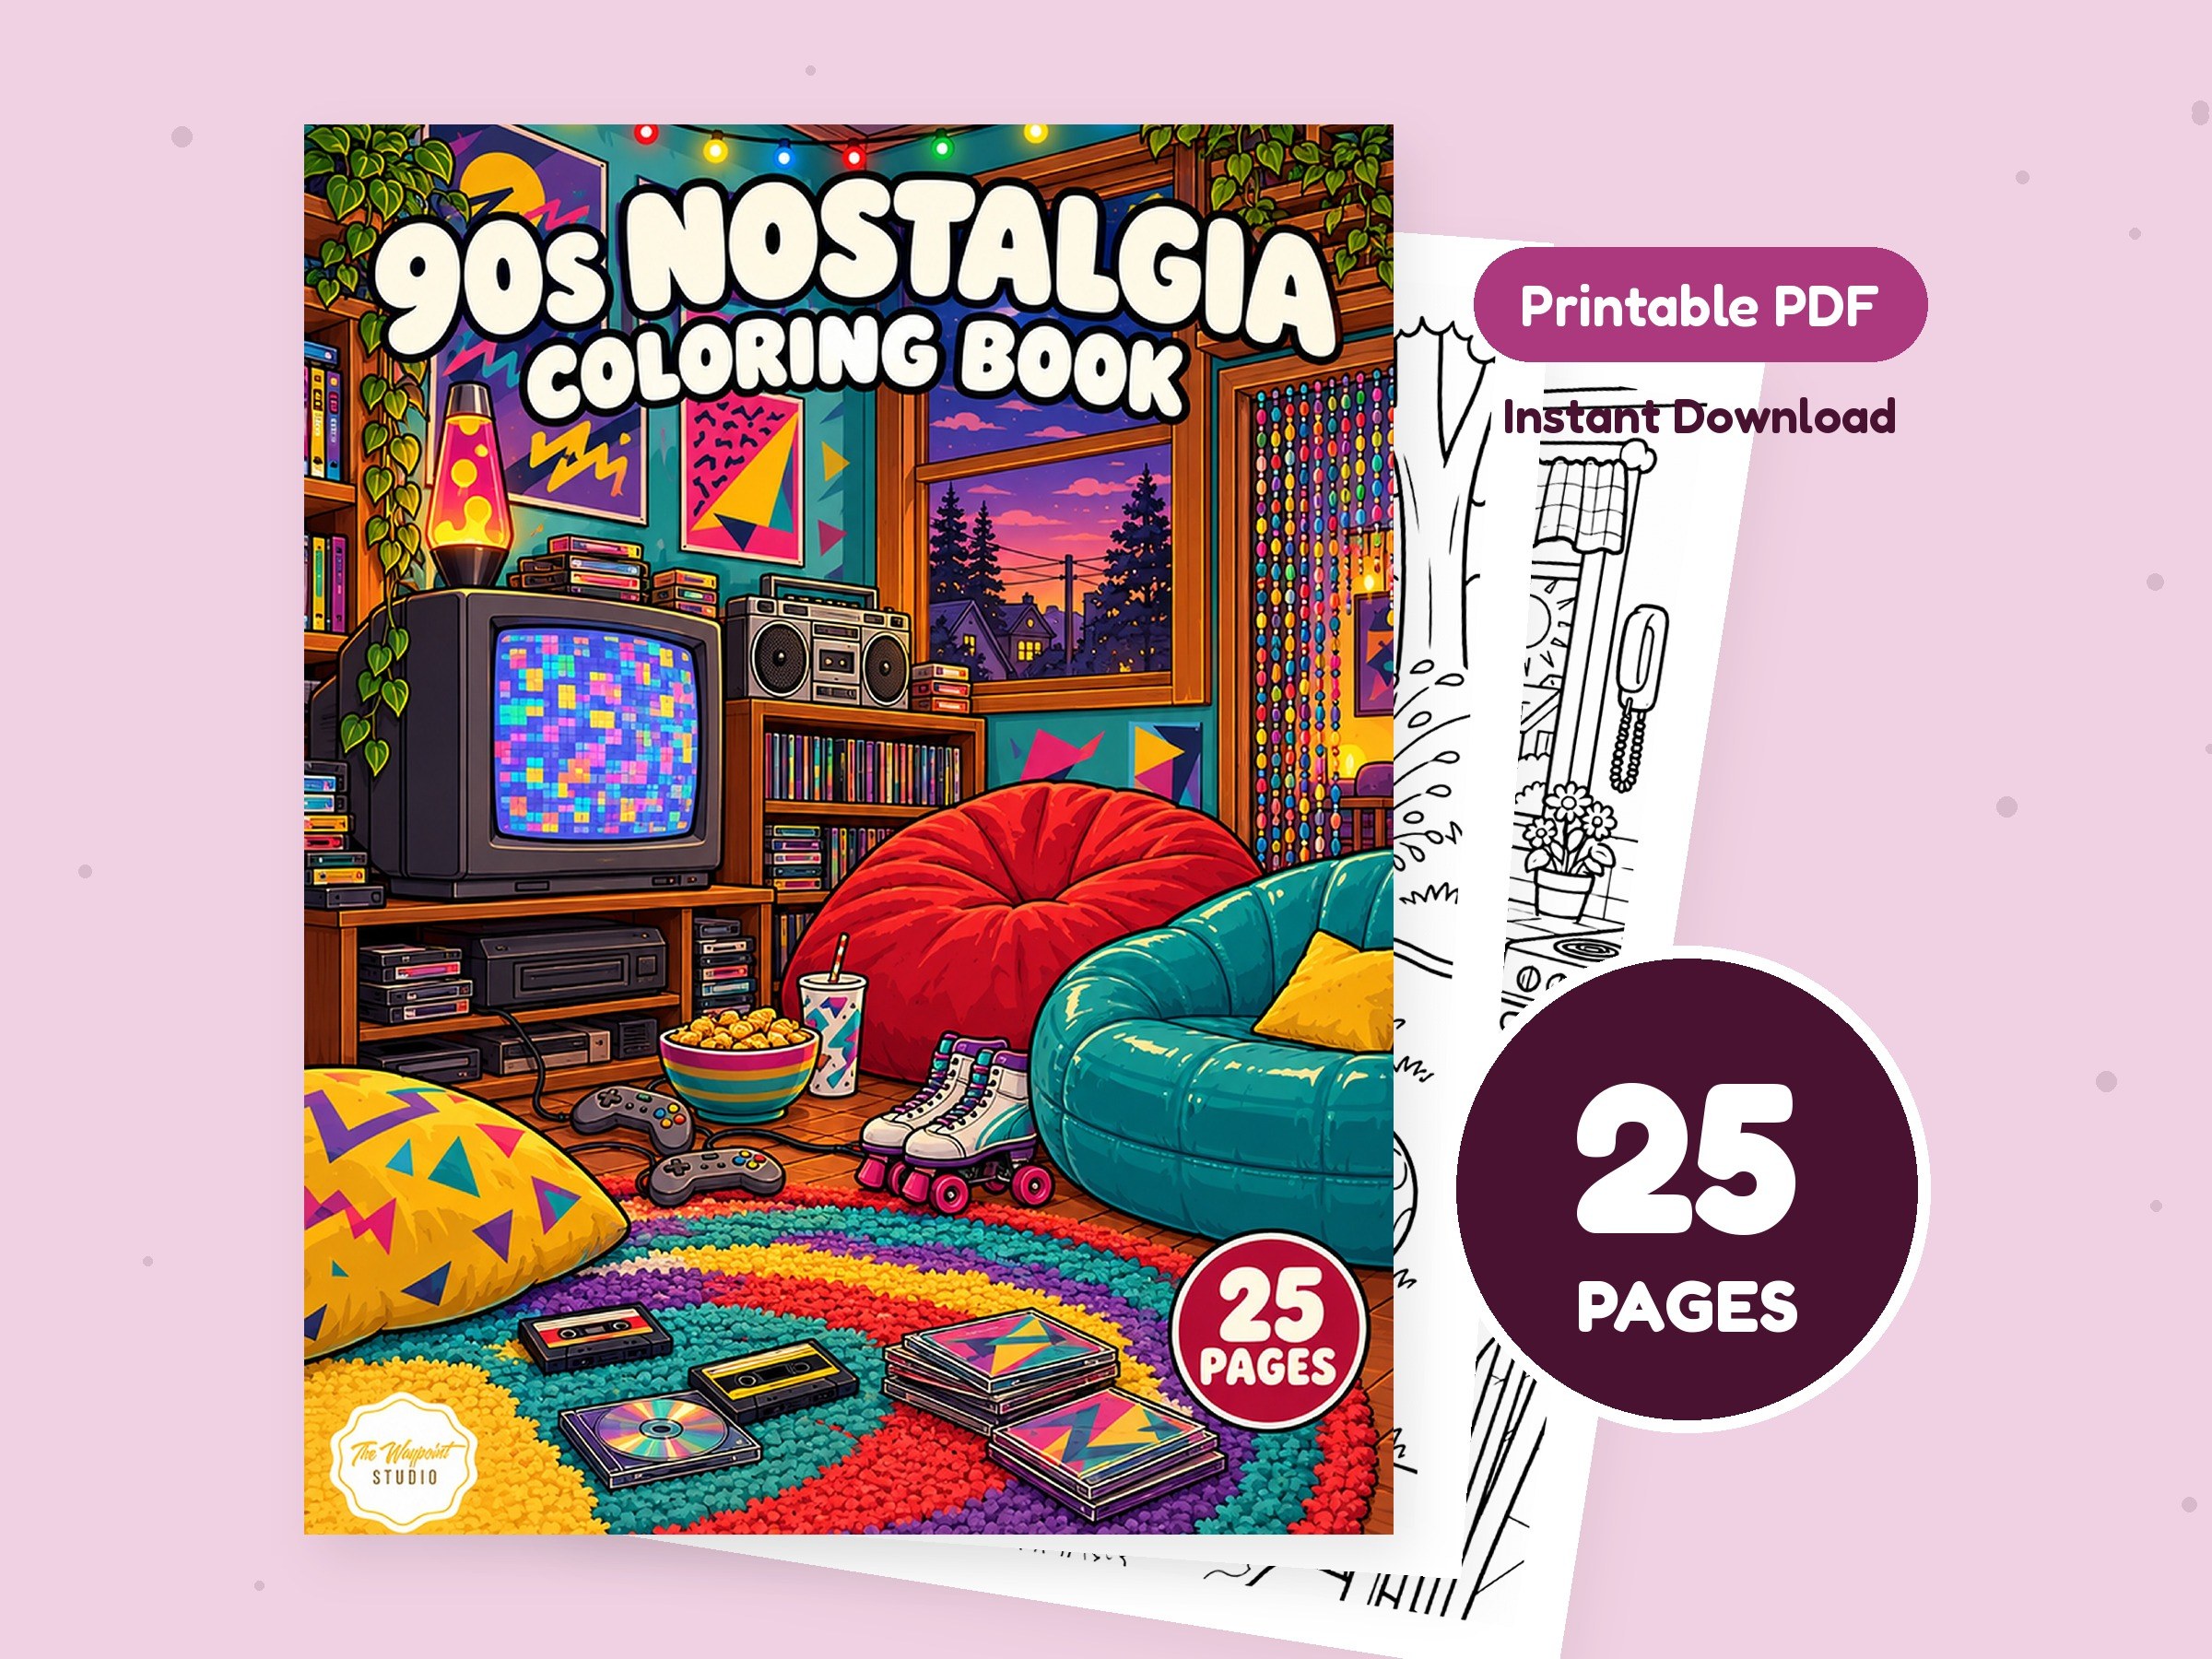 90s NOSTALGIA
COLORING BOOK
Printable PDF
Instant Download
25
PAGES
25
PAGES
The Waypoint
STUDIO